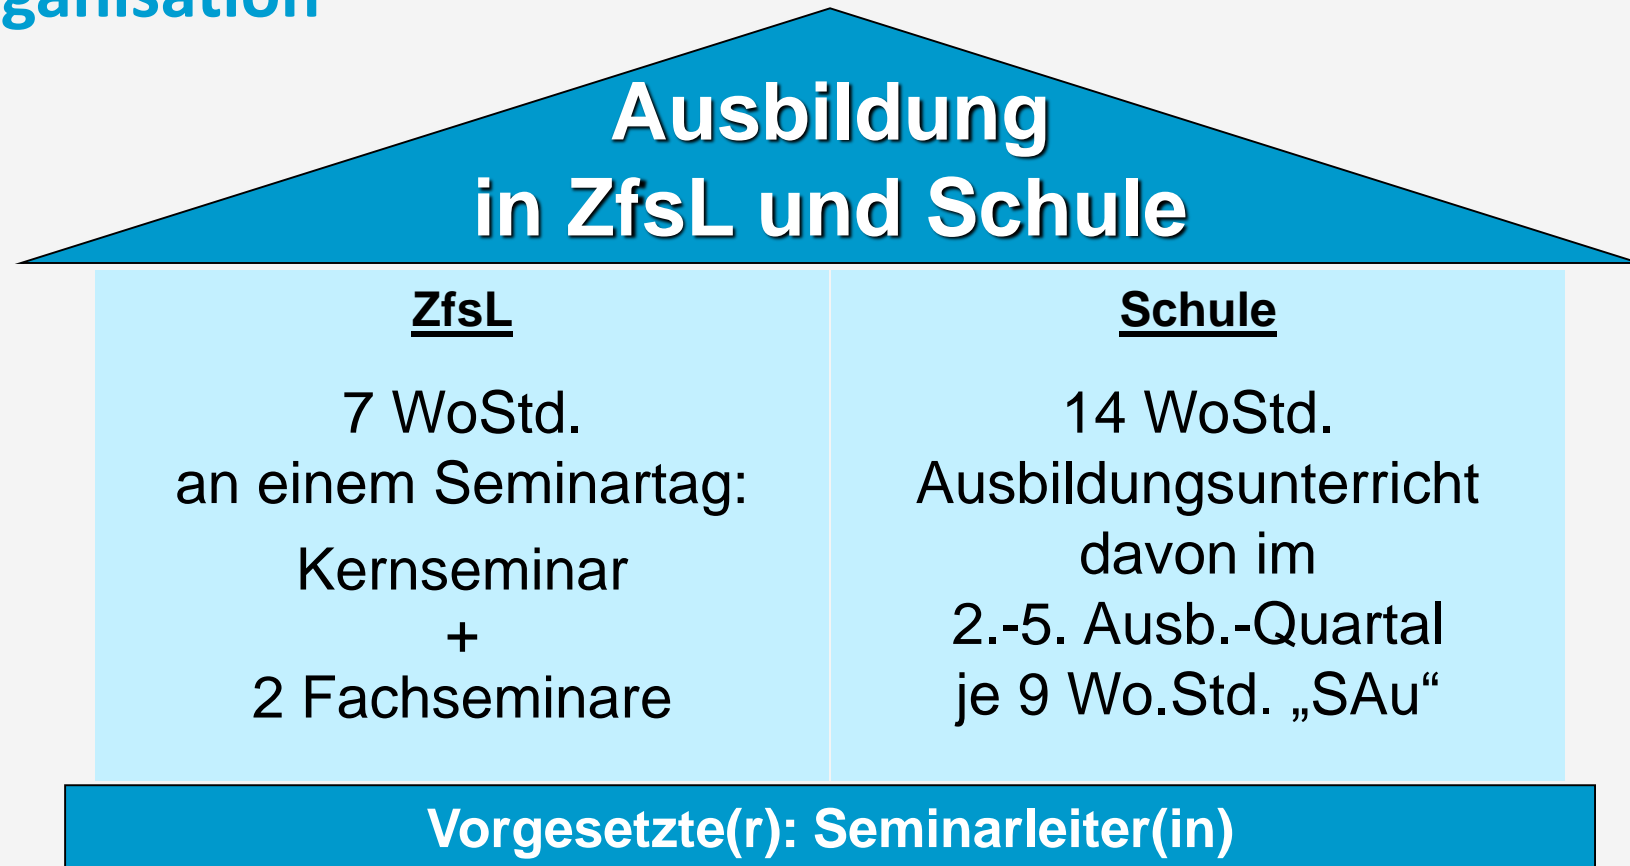 ganisation
Ausbildung
in ZfsL und Schule
ZfsL
7 WoStd.
an einem Seminartag:
Kernseminar
+
2 Fachseminare
Schule
14 WoStd.
Ausbildungsunterricht
davon im
2.-5. Ausb.-Quartal
je 9 Wo.Std. „SAu“
Vorgesetzte(r): Seminarleiter(in)